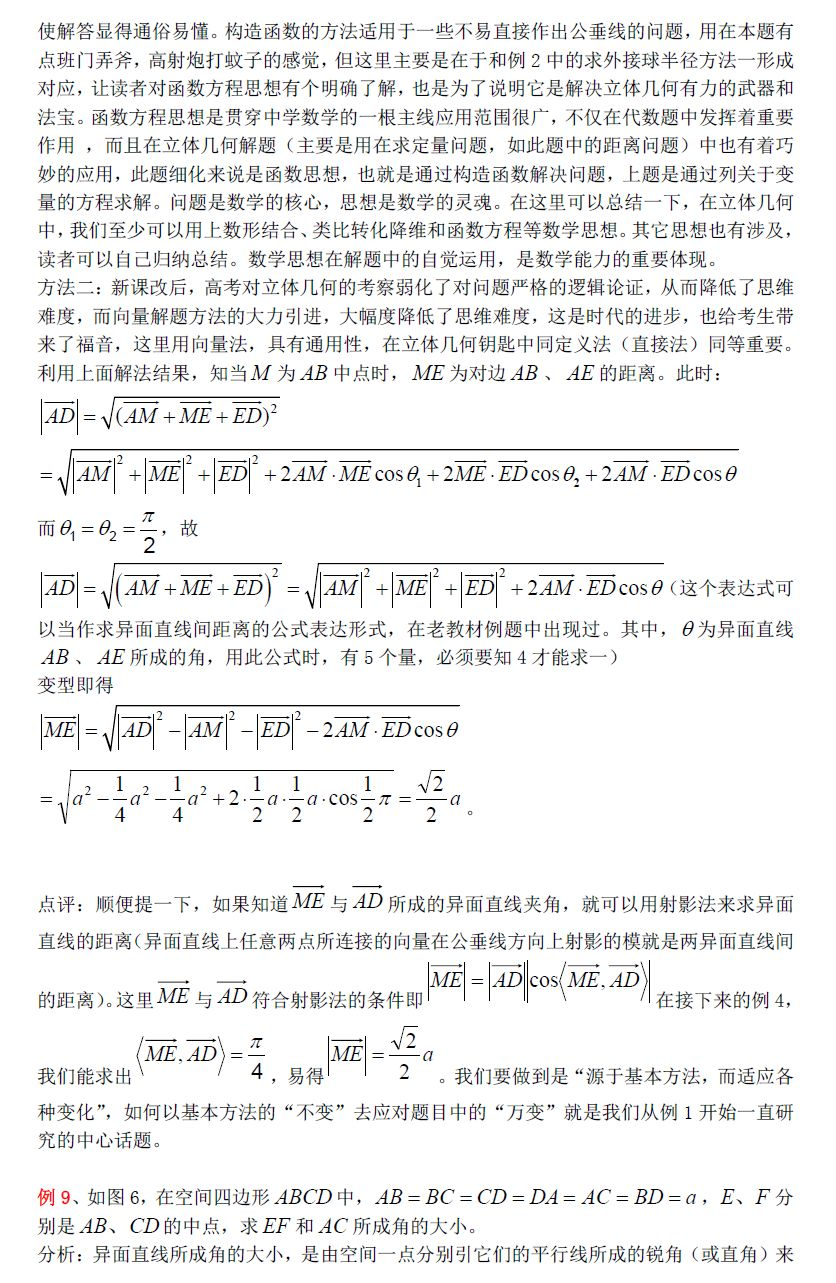 使解答显得通俗易懂。构造函数的方法适用于一些不易直接作出公垂线的问题，用在本题有
点班门弄斧，高射炮打蚊子的感觉，但这里主要是在于和例 2 中的求外接球半径方法一形成
对应，让读者对函数方程思想有个明确了解，也是为了说明它是解决立体几何有力的武器和
法宝。函数方程思想是贯穿中学数学的一根主线应用范围很广，不仅在代数题中发挥着重要
作用 ，而且在立体几何解题（主要是用在求定量问题，如此题中的距离问题）中也有着巧
妙的应用，此题细化来说是函数思想，也就是通过构造函数解决问题，上题是通过列关于变
量的方程求解。问题是数学的核心，思想是数学的灵魂。在这里可以总结一下，在立体几何
中，我们至少可以用上数形结合、类比转化降维和函数方程等数学思想。其它思想也有涉及，
读者可以自己归纳总结。数学思想在解题中的自觉运用，是数学能力的重要体现。
方法二：新课改后，高考对立体几何的考察弱化了对问题严格的逻辑论证，从而降低了思维
难度，而向量解题方法的大力引进，大幅度降低了思维难度，这是时代的进步，也给考生带
来了福音，这里用向量法，具有通用性，在立体几何钥匙中同定义法（直接法）同等重要。
利用上面解法结果，知当 M 为 AB 中点时， ME 为对边 AB 、 AE 的距离。此时：
$|\overrightarrow{AD}| = \sqrt{(\overrightarrow{AM} + \overrightarrow{ME} + \overrightarrow{ED})^2}$
$= \sqrt{|\overrightarrow{AM}|^2 + |\overrightarrow{ME}|^2 + |\overrightarrow{ED}|^2 + 2\overrightarrow{AM} \cdot \overrightarrow{ME} \cos\theta_1 + 2\overrightarrow{ME} \cdot \overrightarrow{ED} \cos\theta_2 + 2\overrightarrow{AM} \cdot \overrightarrow{ED} \cos\theta}$
而 $\theta_1 = \theta_2 = \frac{\pi}{2}$，故
$|\overrightarrow{AD}| = \sqrt{(\overrightarrow{AM} + \overrightarrow{ME} + \overrightarrow{ED})^2} = \sqrt{|\overrightarrow{AM}|^2 + |\overrightarrow{ME}|^2 + |\overrightarrow{ED}|^2 + 2\overrightarrow{AM} \cdot \overrightarrow{ED} \cos\theta}$（这个表达式可
以当作求异面直线间距离的公式表达形式，在老教材例题中出现过。其中， θ 为异面直线
AB 、 AE 所成的角，用此公式时，有 5 个量，必须要知 4 才能求一）
变型即得
$|\overrightarrow{ME}| = \sqrt{|\overrightarrow{AD}|^2 - |\overrightarrow{AM}|^2 - |\overrightarrow{ED}|^2 - 2\overrightarrow{AM} \cdot \overrightarrow{ED} \cos\theta}$
$= \sqrt{a^2 - \frac{1}{4}a^2 - \frac{1}{4}a^2 + 2 \cdot \frac{1}{2}a \cdot \frac{1}{2}a \cdot \cos\frac{1}{2}\pi} = \frac{\sqrt{2}}{2}a$ 。
点评：顺便提一下，如果知道 $\overrightarrow{ME}$ 与 $\overrightarrow{AD}$ 所成的异面直线夹角，就可以用射影法来求异面
直线的距离（异面直线上任意两点所连接的向量在公垂线方向上射影的模就是两异面直线间
的距离）。这里 $\overrightarrow{ME}$ 与 $\overrightarrow{AD}$ 符合射影法的条件即 $|\overrightarrow{ME}| = |\overrightarrow{AD}||\cos\langle\overrightarrow{ME}, \overrightarrow{AD}\rangle|$ 在接下来的例 4，
我们能求出 $\langle\overrightarrow{ME}, \overrightarrow{AD}\rangle = \frac{\pi}{4}$ ，易得 $|\overrightarrow{ME}| = \frac{\sqrt{2}}{2}a$ 。我们要做到是“源于基本方法，而适应各
种变化”，如何以基本方法的“不变”去应对题目中的“万变”就是我们从例 1 开始一直研
究的中心话题。
例 9、如图 6，在空间四边形 ABCD 中， AB = BC = CD = DA = AC = BD = a ， E、F 分
别是 AB、 CD 的中点，求 EF 和 AC 所成角的大小。
分析：异面直线所成角的大小，是由空间一点分别引它们的平行线所成的锐角（或直角）来